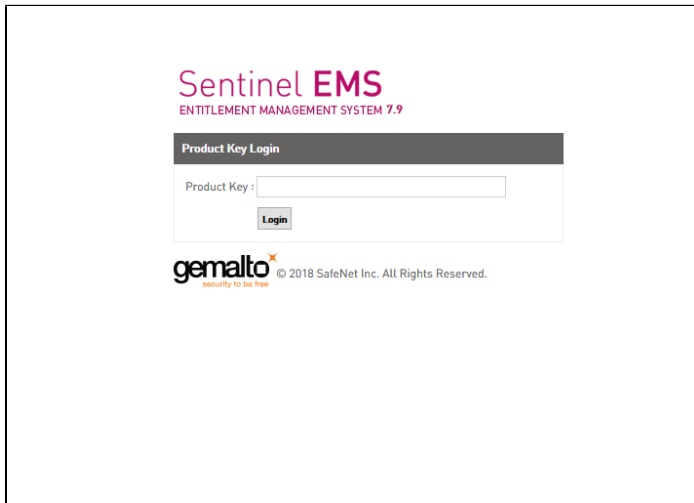 Sentinel EMS
ENTITLEMENT MANAGEMENT SYSTEM 7.9
Product Key Login
Product Key :
Login
gemalto
security to be free
© 2018 SafeNet Inc. All Rights Reserved.